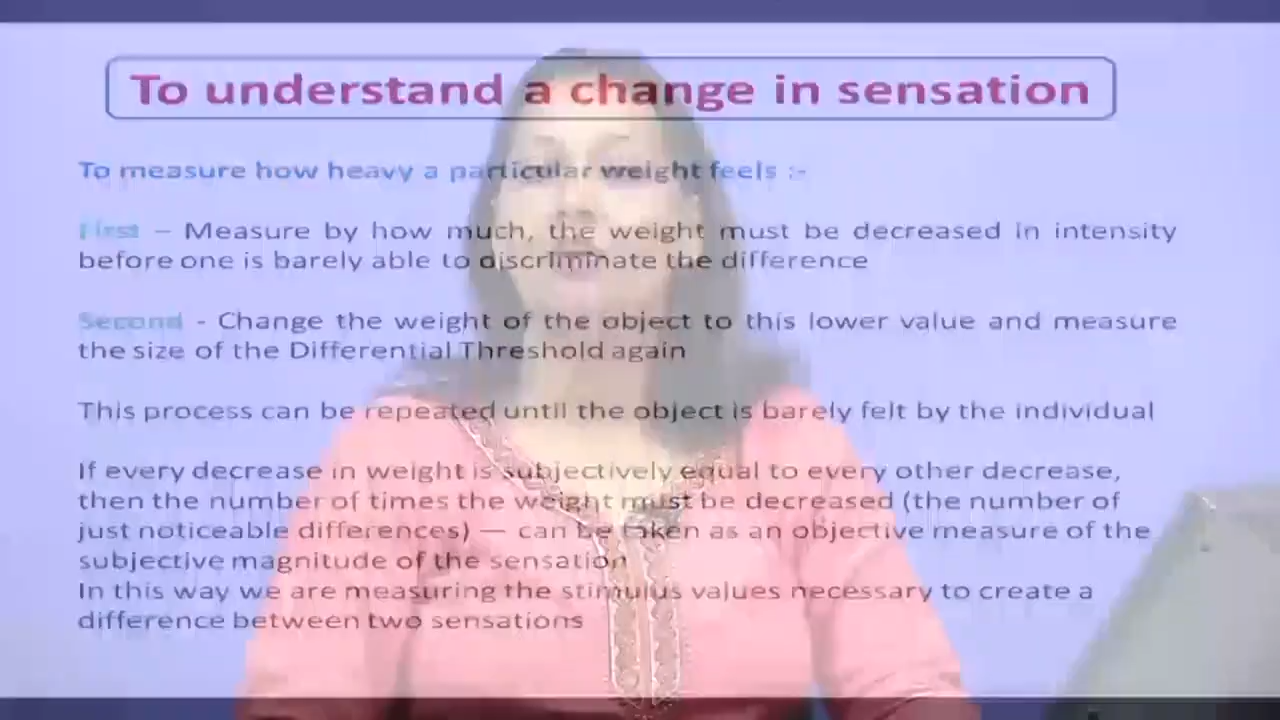 To understand a change in sensation
To measure how heavy a particular weight feels :-
First – Measure by how much, the weight must be decreased in intensity
before one is barely able to discriminate the difference
Second - Change the weight of the object to this lower value and measure
the size of the Differential Threshold again
This process can be repeated until the object is barely felt by the individual
If every decrease in weight is subjectively equal to every other decrease,
then the number of times the weight must be decreased (the number of
just noticeable differences) — can be taken as an objective measure of the
subjective magnitude of the sensation
In this way we are measuring the stimulus values necessary to create a
difference between two sensations